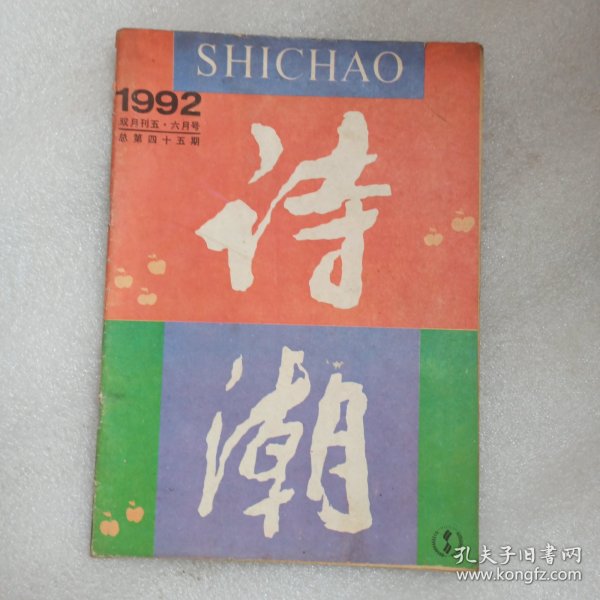 SHICHAO
1992
双月刊五·六月号
总第四十五期
诗
潮
孔夫子旧书网
www.kongfz.com